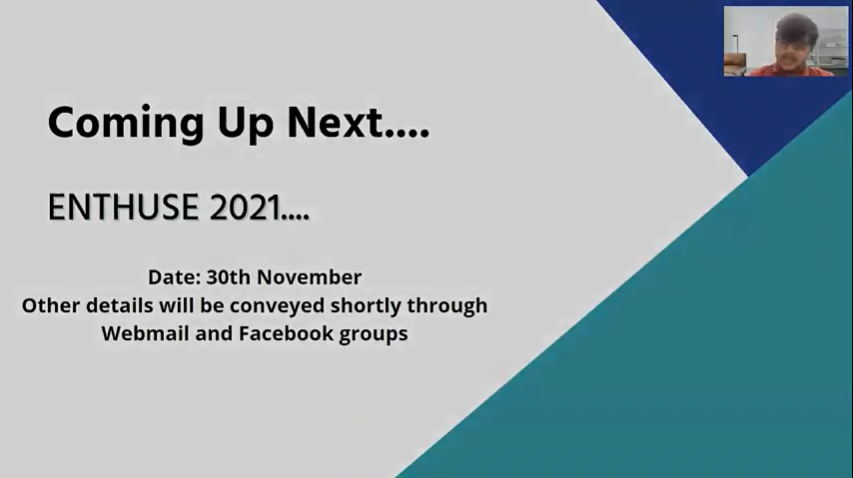 Coming Up Next....
ENTHUSE 2021....
Date: 30th November
Other details will be conveyed shortly through
Webmail and Facebook groups